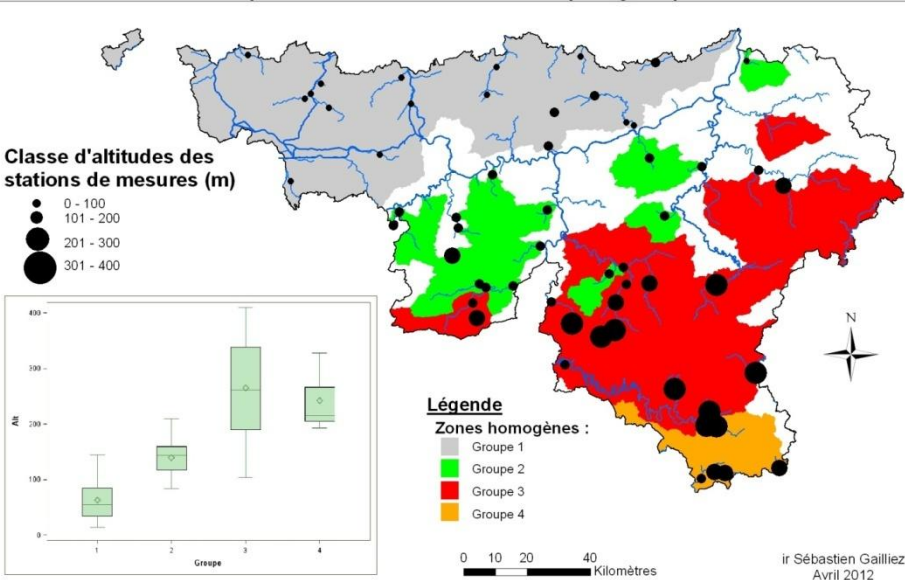 Classe d'altitudes des
stations de mesures (m)
0 - 100
101 - 200
201 - 300
301 - 400
400
300
200
100
0
Alt
1
2
3
4
Groupe
Légende
Zones homogènes :
Groupe 1
Groupe 2
Groupe 3
Groupe 4
N
0 10 20 40
Kilomètres
ir Sébastien Gailliez
Avril 2012